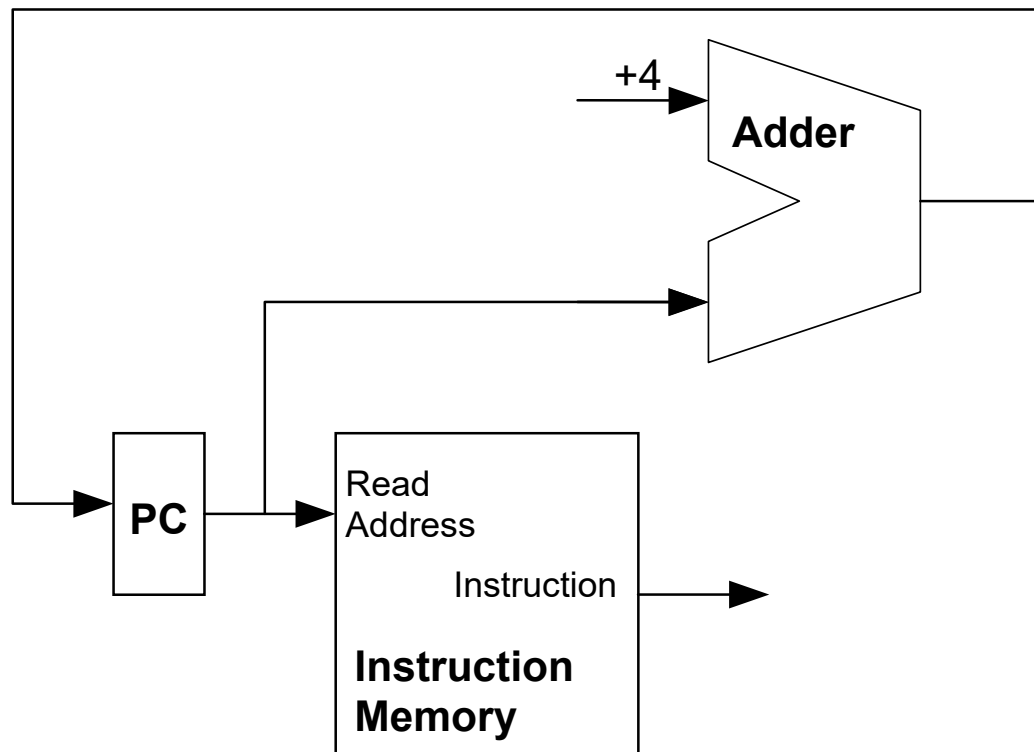 +4
Adder
PC
Read
Address
Instruction
Instruction
Memory